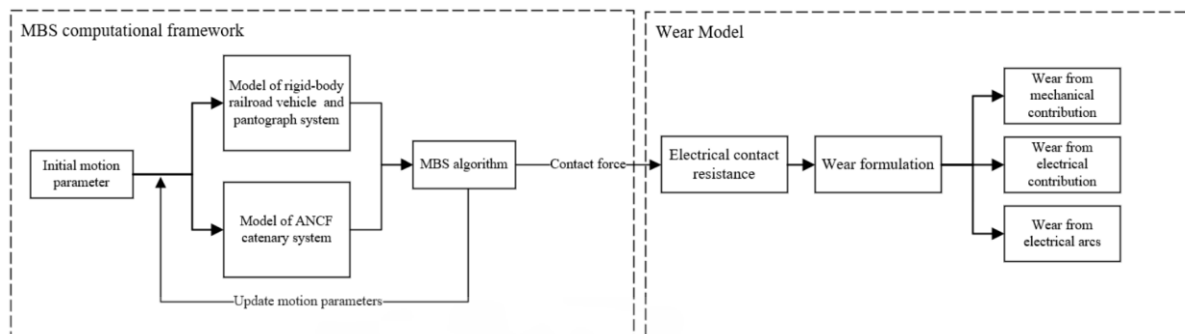 MBS computational framework
Model of rigid-body
railroad vehicle and
pantograph system
Initial motion
parameter
MBS algorithm
Model of ANCF
catenary system
Update motion parameters
Contact force
Wear Model
Electrical contact
resistance
Wear formulation
Wear from
mechanical
contribution
Wear from
electrical
contribution
Wear from
electrical arcs